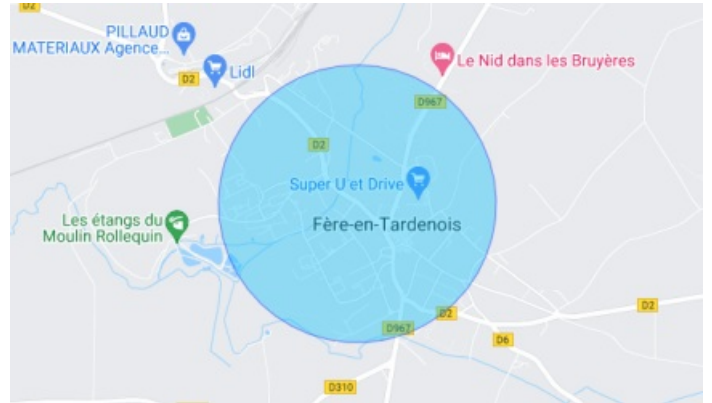 D2
PILLAUD
MATERIAUX Agence...
Lidl
D2
Le Nid dans les Bruyères
D967
D2
Super U et Drive
Les étangs du
Moulin Rollequin
Fère-en-Tardenois
D2
D2
D967
D6
D310